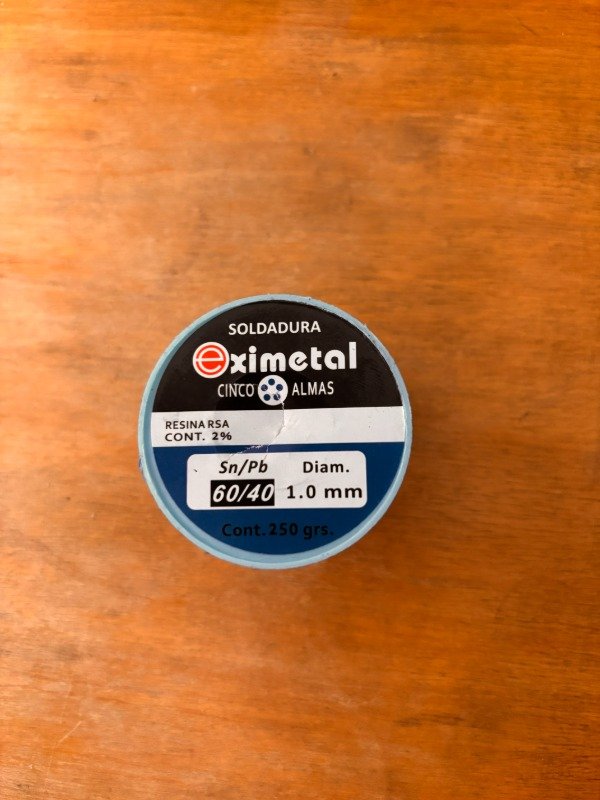 SOLDADURA
eximetal
CINCO ALMAS
RESINA RSA
CONT. 2%
Sn/Pb Diam.
60/40 1.0 mm
Cont. 250 grs.